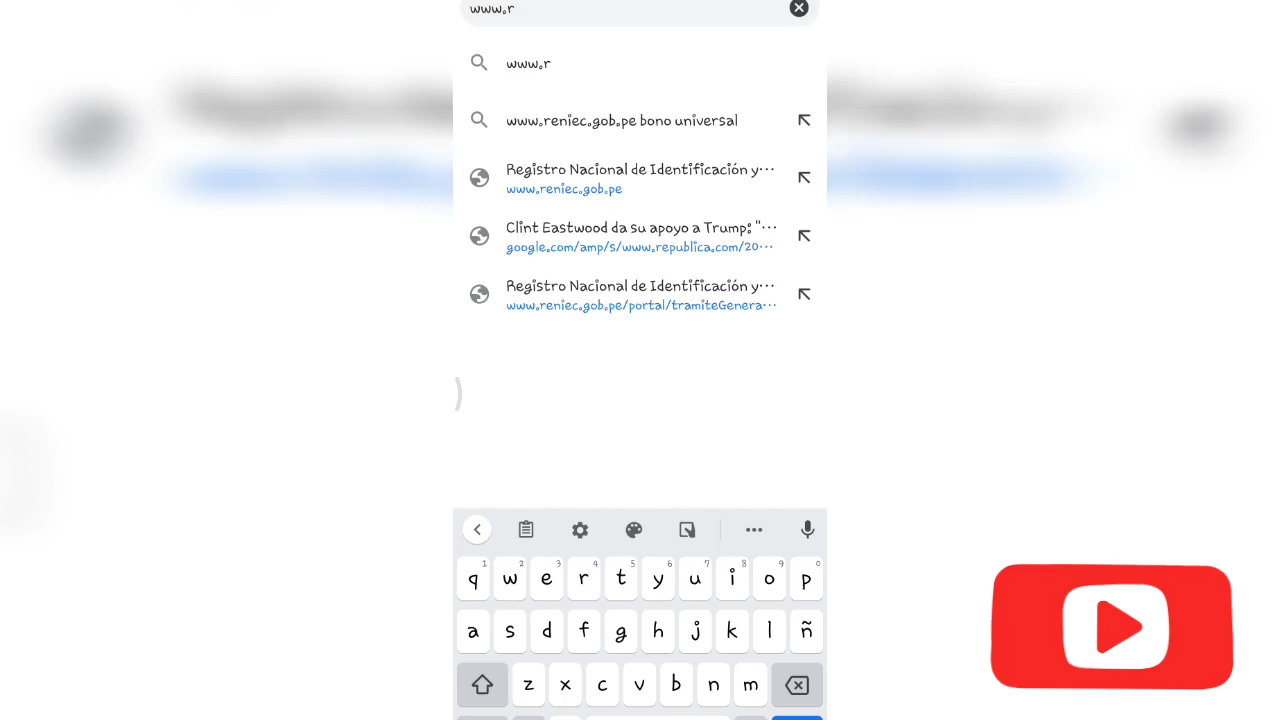 www.r
www.r
www.reniec.gob.pe bono universal
Registro Nacional de Identificación y...
www.reniec.gob.pe
Clint Eastwood da su apoyo a Trump: "...
google.com/amp/s/www.republica.com/20...
Registro Nacional de Identificación y...
www.reniec.gob.pe/portal/tramiteGenera...
1 2 3 4 5 6 7 8 9 0
q w e r t y u i o p
a s d f g h j k l ñ
z x c v b n m